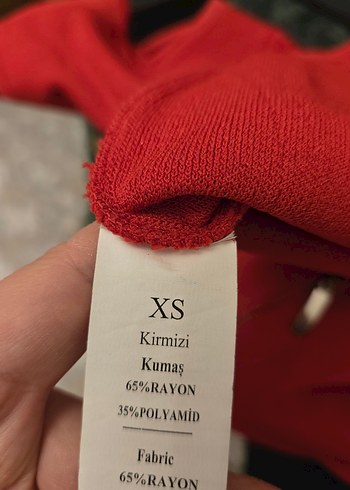 XS
Kirmizi
Kumaş
65%RAYON
35%POLYAMİD
Fabric
65%RAYON